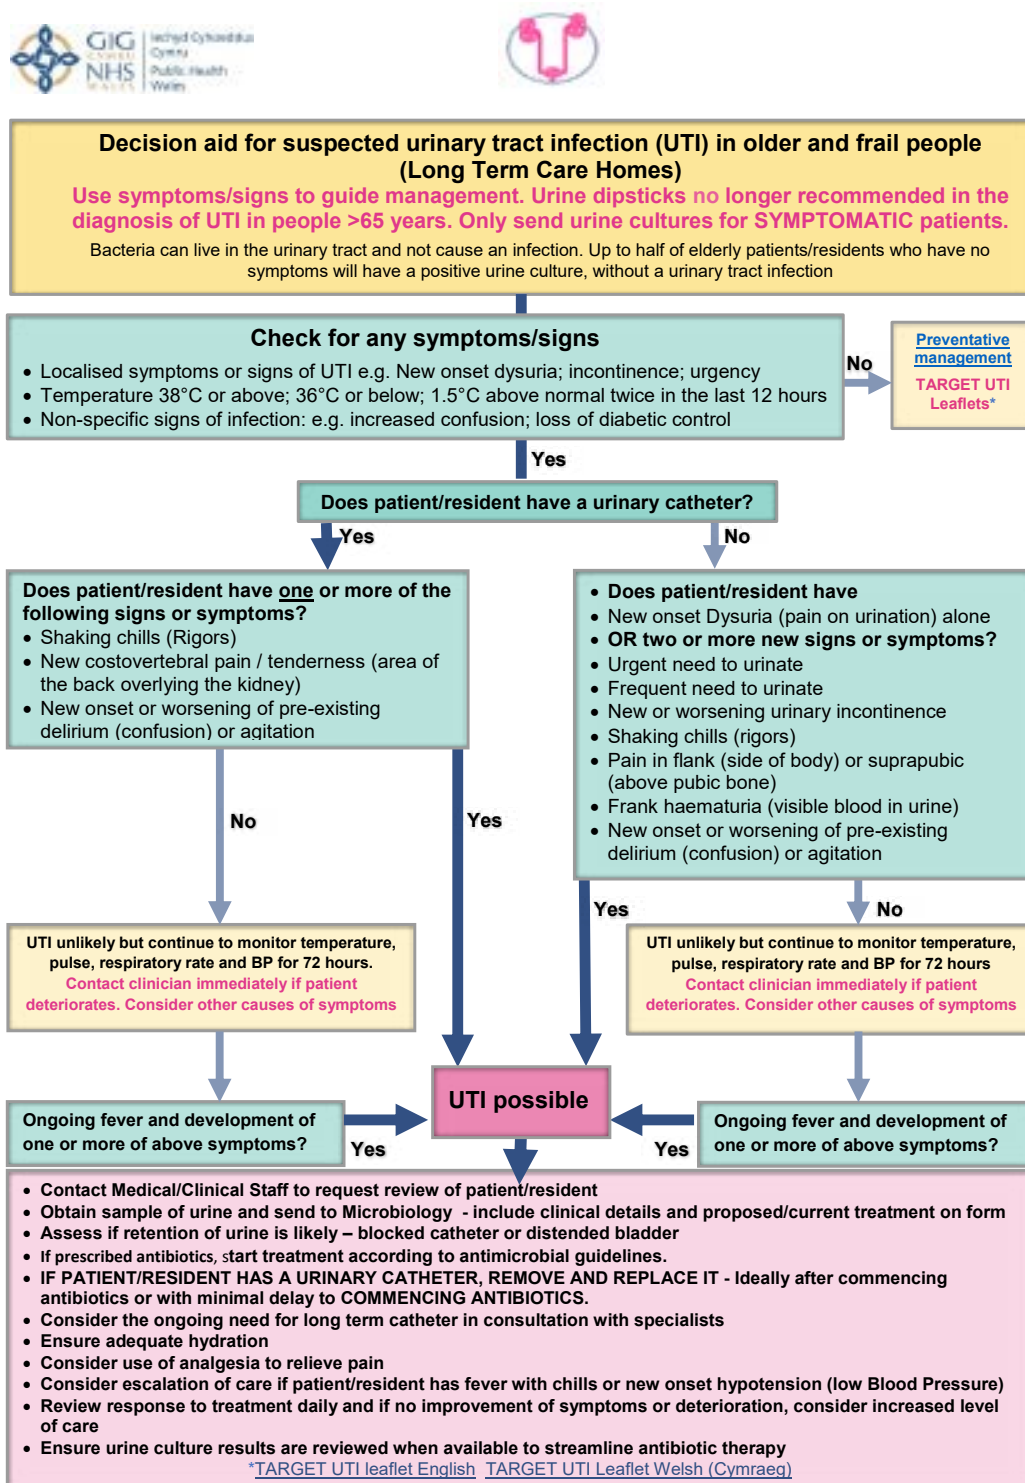 GIG
CYMRU
NHS
WALES
Iechyd Cyhoeddus
Cymru
Public Health
Wales
Decision aid for suspected urinary tract infection (UTI) in older and frail people
(Long Term Care Homes)
Use symptoms/signs to guide management. Urine dipsticks no longer recommended in the
diagnosis of UTI in people >65 years. Only send urine cultures for SYMPTOMATIC patients.
Bacteria can live in the urinary tract and not cause an infection. Up to half of elderly patients/residents who have no
symptoms will have a positive urine culture, without a urinary tract infection
Check for any symptoms/signs
• Localised symptoms or signs of UTI e.g. New onset dysuria; incontinence; urgency
• Temperature 38°C or above; 36°C or below; 1.5°C above normal twice in the last 12 hours
• Non-specific signs of infection: e.g. increased confusion; loss of diabetic control
No
Preventative
management
TARGET UTI
Leaflets*
Yes
Does patient/resident have a urinary catheter?
Yes
No
Does patient/resident have one or more of the
following signs or symptoms?
• Shaking chills (Rigors)
• New costovertebral pain / tenderness (area of
the back overlying the kidney)
• New onset or worsening of pre-existing
delirium (confusion) or agitation
• Does patient/resident have
• New onset Dysuria (pain on urination) alone
• OR two or more new signs or symptoms?
• Urgent need to urinate
• Frequent need to urinate
• New or worsening urinary incontinence
• Shaking chills (rigors)
• Pain in flank (side of body) or suprapubic
(above pubic bone)
• Frank haematuria (visible blood in urine)
• New onset or worsening of pre-existing
delirium (confusion) or agitation
No
Yes
Yes
No
UTI unlikely but continue to monitor temperature,
pulse, respiratory rate and BP for 72 hours.
Contact clinician immediately if patient
deteriorates. Consider other causes of symptoms
UTI unlikely but continue to monitor temperature,
pulse, respiratory rate and BP for 72 hours
Contact clinician immediately if patient
deteriorates. Consider other causes of symptoms
UTI possible
Ongoing fever and development of
one or more of above symptoms?
Yes
Yes
Ongoing fever and development of
one or more of above symptoms?
• Contact Medical/Clinical Staff to request review of patient/resident
• Obtain sample of urine and send to Microbiology - include clinical details and proposed/current treatment on form
• Assess if retention of urine is likely – blocked catheter or distended bladder
• If prescribed antibiotics, start treatment according to antimicrobial guidelines.
• IF PATIENT/RESIDENT HAS A URINARY CATHETER, REMOVE AND REPLACE IT - Ideally after commencing
antibiotics or with minimal delay to COMMENCING ANTIBIOTICS.
• Consider the ongoing need for long term catheter in consultation with specialists
• Ensure adequate hydration
• Consider use of analgesia to relieve pain
• Consider escalation of care if patient/resident has fever with chills or new onset hypotension (low Blood Pressure)
• Review response to treatment daily and if no improvement of symptoms or deterioration, consider increased level
of care
• Ensure urine culture results are reviewed when available to streamline antibiotic therapy
*TARGET UTI leaflet English TARGET UTI Leaflet Welsh (Cymraeg)